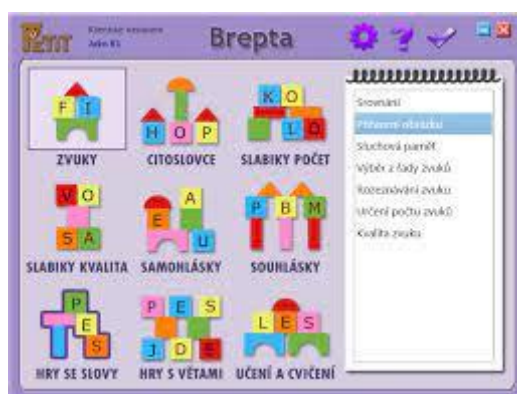 PETIT
Brepta
F I
ZVUKY
H O P
CITOSLOVCE
K O
L O
SLABIKY POČET
V O
S A
SLABIKY KVALITA
A
E
U
SAMOHLÁSKY
P B M
SOUHLÁSKY
P
E
S
HRY SE SLOVY
P E S
J D E
HRY S VĚTAMI
L E S
UČENÍ A CVIČENÍ
Srovnání
Přiřazení obrázku
Sluchová paměť
Výběr z řady zvuků
Rozeznávání zvuku
Určení počtu zvuků
Kvalita zvuku